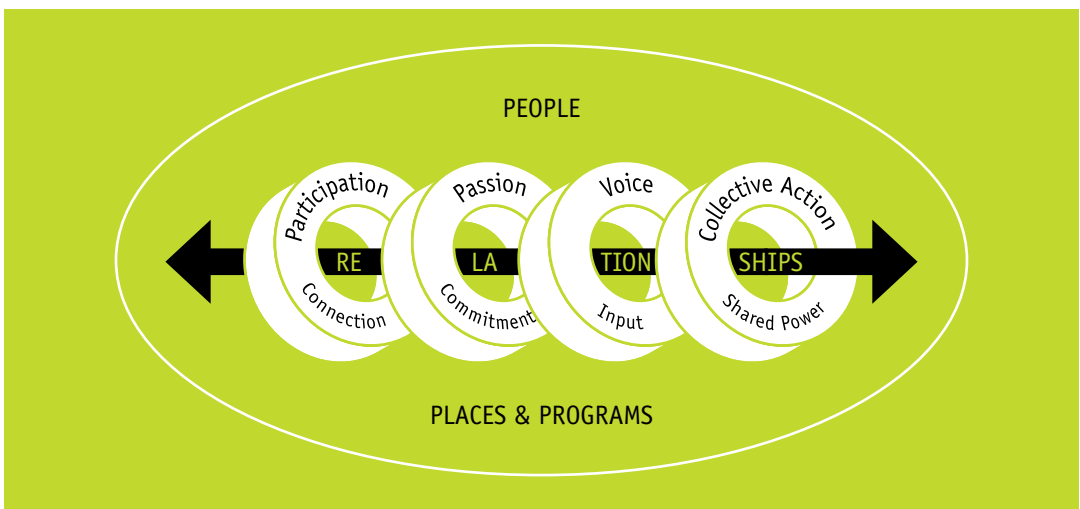 PEOPLE
Participation
Passion
Voice
Collective Action
RE
LA
TION
SHIPS
Connection
Commitment
Input
Shared Power
PLACES & PROGRAMS